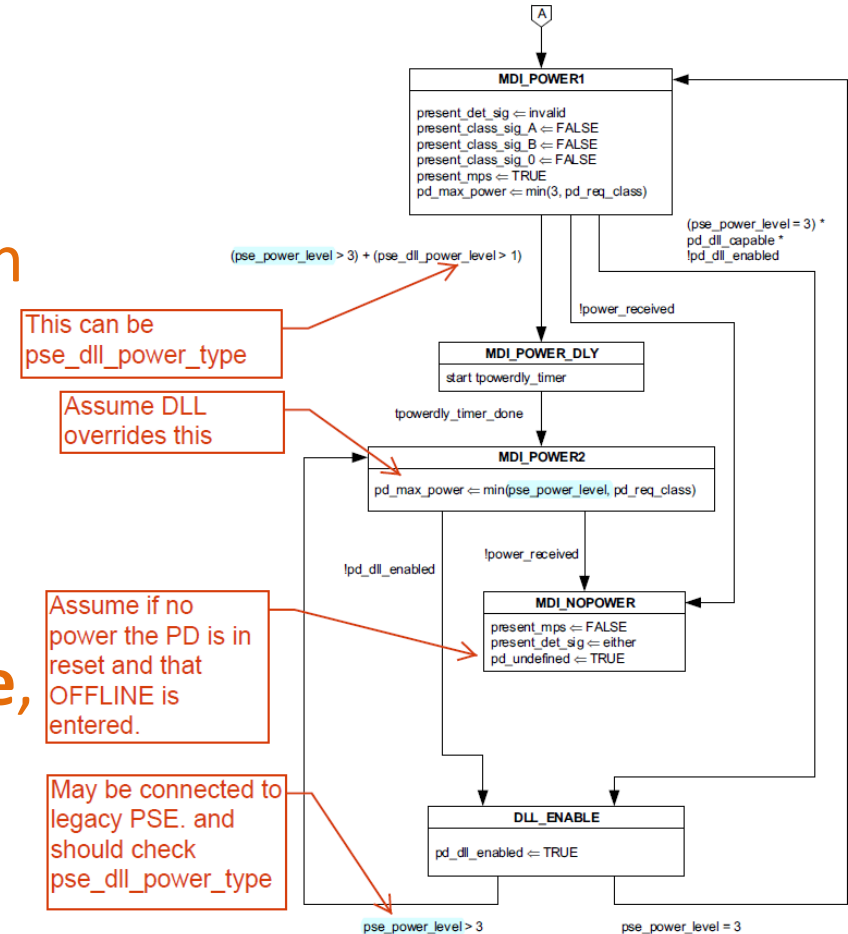 A
MDI_POWER1
present_det_sig ⇐ invalid
present_class_sig_A ⇐ FALSE
present_class_sig_B ⇐ FALSE
present_class_sig_0 ⇐ FALSE
present_mps ⇐ TRUE
pd_max_power ⇐ min(3, pd_req_class)
n
(pse_power_level > 3) + (pse_dll_power_level > 1)
(pse_power_level = 3) *
pd_dll_capable *
!pd_dll_enabled
!power_received
This can be
pse_dll_power_type
MDI_POWER_DLY
start tpowerdly_timer
Assume DLL
overrides this
tpowerdly_timer_done
MDI_POWER2
pd_max_power ⇐ min(pse_power_level, pd_req_class)
!pd_dll_enabled
!power_received
Assume if no
power the PD is in
reset and that
OFFLINE is
entered.
MDI_NOPOWER
present_mps ⇐ FALSE
present_det_sig ⇐ either
pd_undefined ⇐ TRUE
e,
May be connected to
legacy PSE. and
should check
pse_dll_power_type
DLL_ENABLE
pd_dll_enabled ⇐ TRUE
pse_power_level > 3
pse_power_level = 3